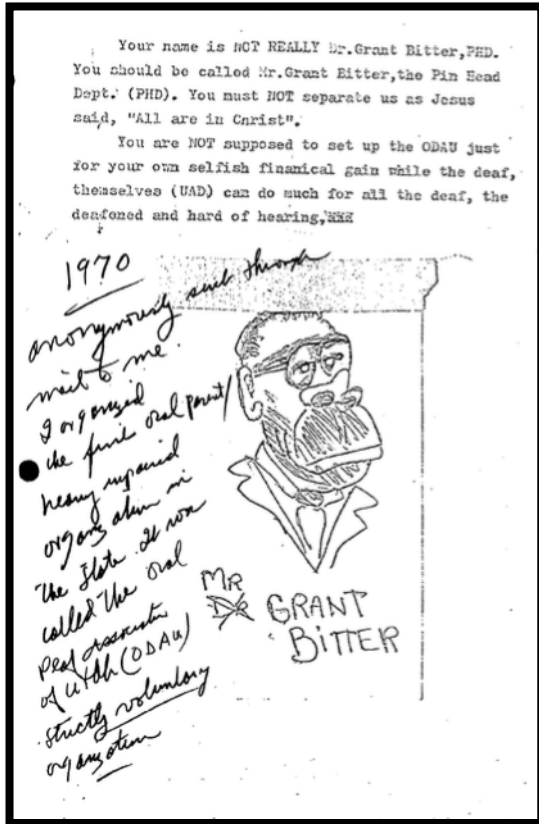 Your name is NOT REALLY Dr.Grant Bitter,PHD.
You should be called Mr.Grant Bitter,the Pin Head
Dept. (PHD). You must NOT separate us as Jesus
said, "All are in Christ".
You are NOT supposed to set up the ODAU just
for your own selfish finanical gain while the deaf,
themselves (UAD) can do much for all the deaf, the
deafoned and hard of hearing,xxx
1970
anonymously sent through
mail to me.
I organized
the first oral parent/
hearing impaired
organization in
the State. It was
called the oral
Deaf Association
of Utah (ODAU)
strictly voluntary
organization
MR
DR GRANT
BITTER